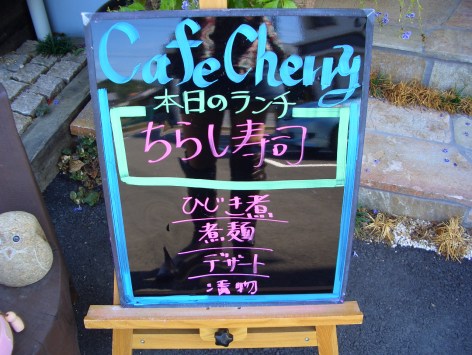 Cafe Cherry
本日のランチ
ちらし寿司
ひじき煮
煮麺
デザート
漬物